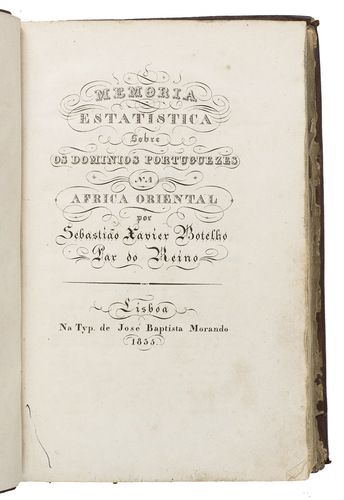 MEMORIA
ESTATISTICA
Sobre
OS DOMINIOS PORTUGUEZES
NA
AFRICA ORIENTAL
por
Sebastião Xavier Botelho
Par do Reino
Lisboa
Na Typ. de José Baptista Morando
1835.